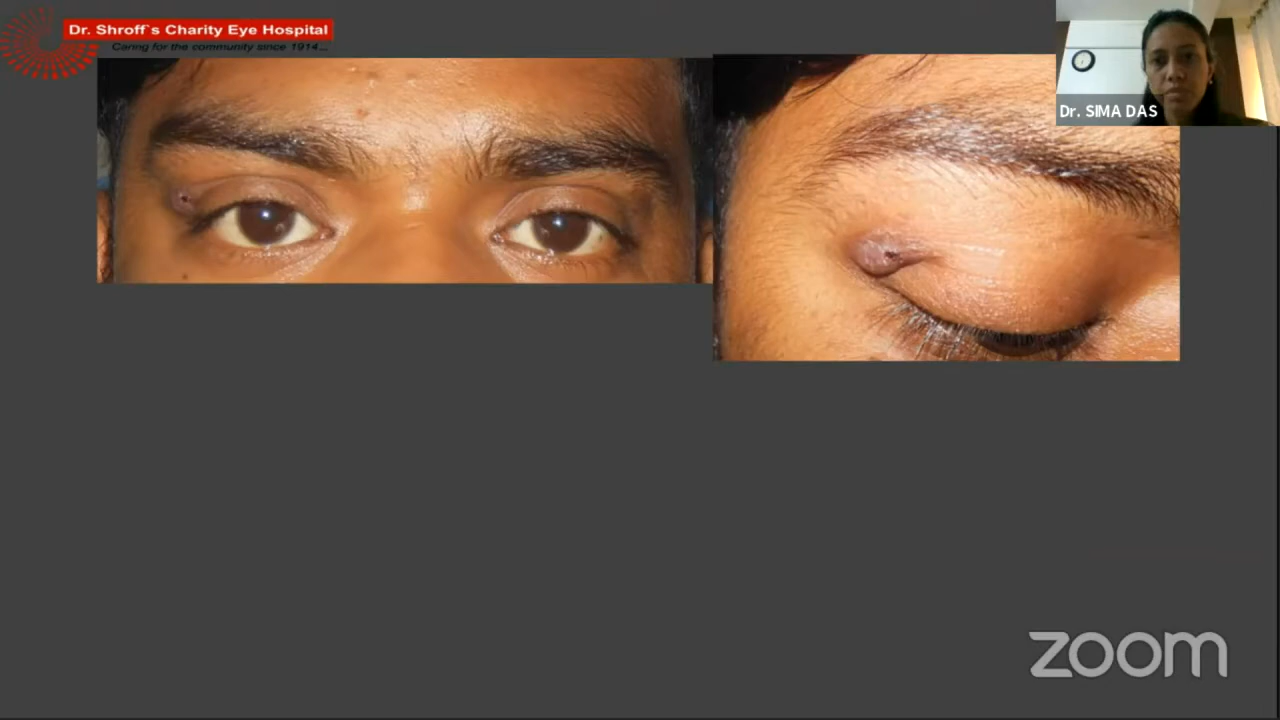 Dr. Shroff's Charity Eye Hospital
Caring for the community since 1914...
Dr. SIMA DAS
zoom